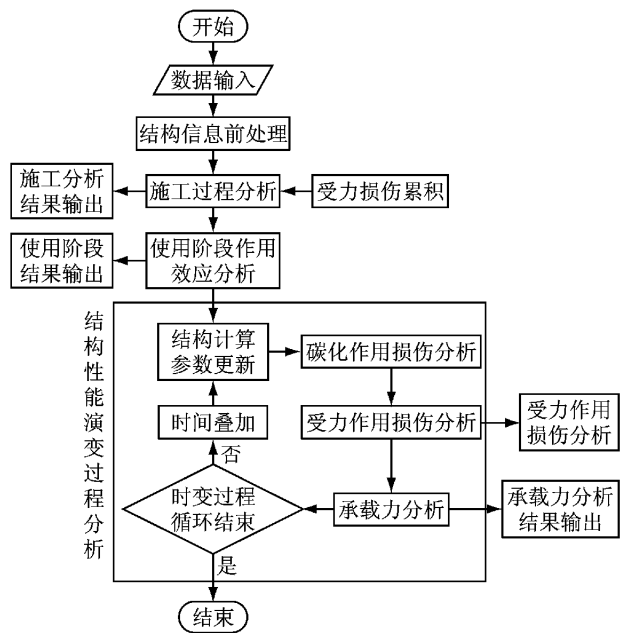 开始
数据输入
结构信息前处理
施工分析
结果输出
施工过程分析
受力损伤累积
使用阶段
结果输出
使用阶段作用
效应分析
结构性能演变过程分析
结构计算
参数更新
碳化作用损伤分析
时间叠加
受力作用损伤分析
受力作用
损伤分析
否
时变过程
循环结束
承载力分析
承载力分析
结果输出
是
结束